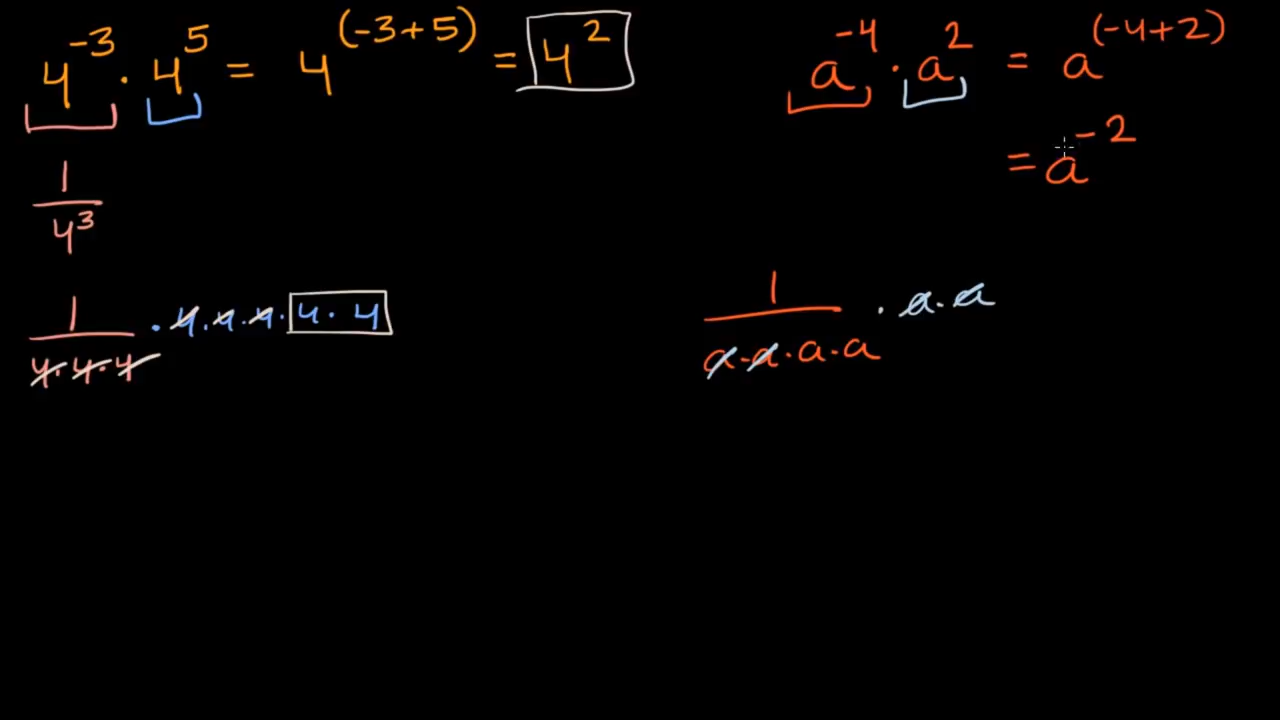 4^{-3} · 4^5 = 4^{(-3+5)} = 4^2
1/4^3
1/(4·4·4) · 4·4·4·4·4
a^{-4} · a^2 = a^{(-4+2)}
= a^{-2}
1/(a·a·a·a) · a·a